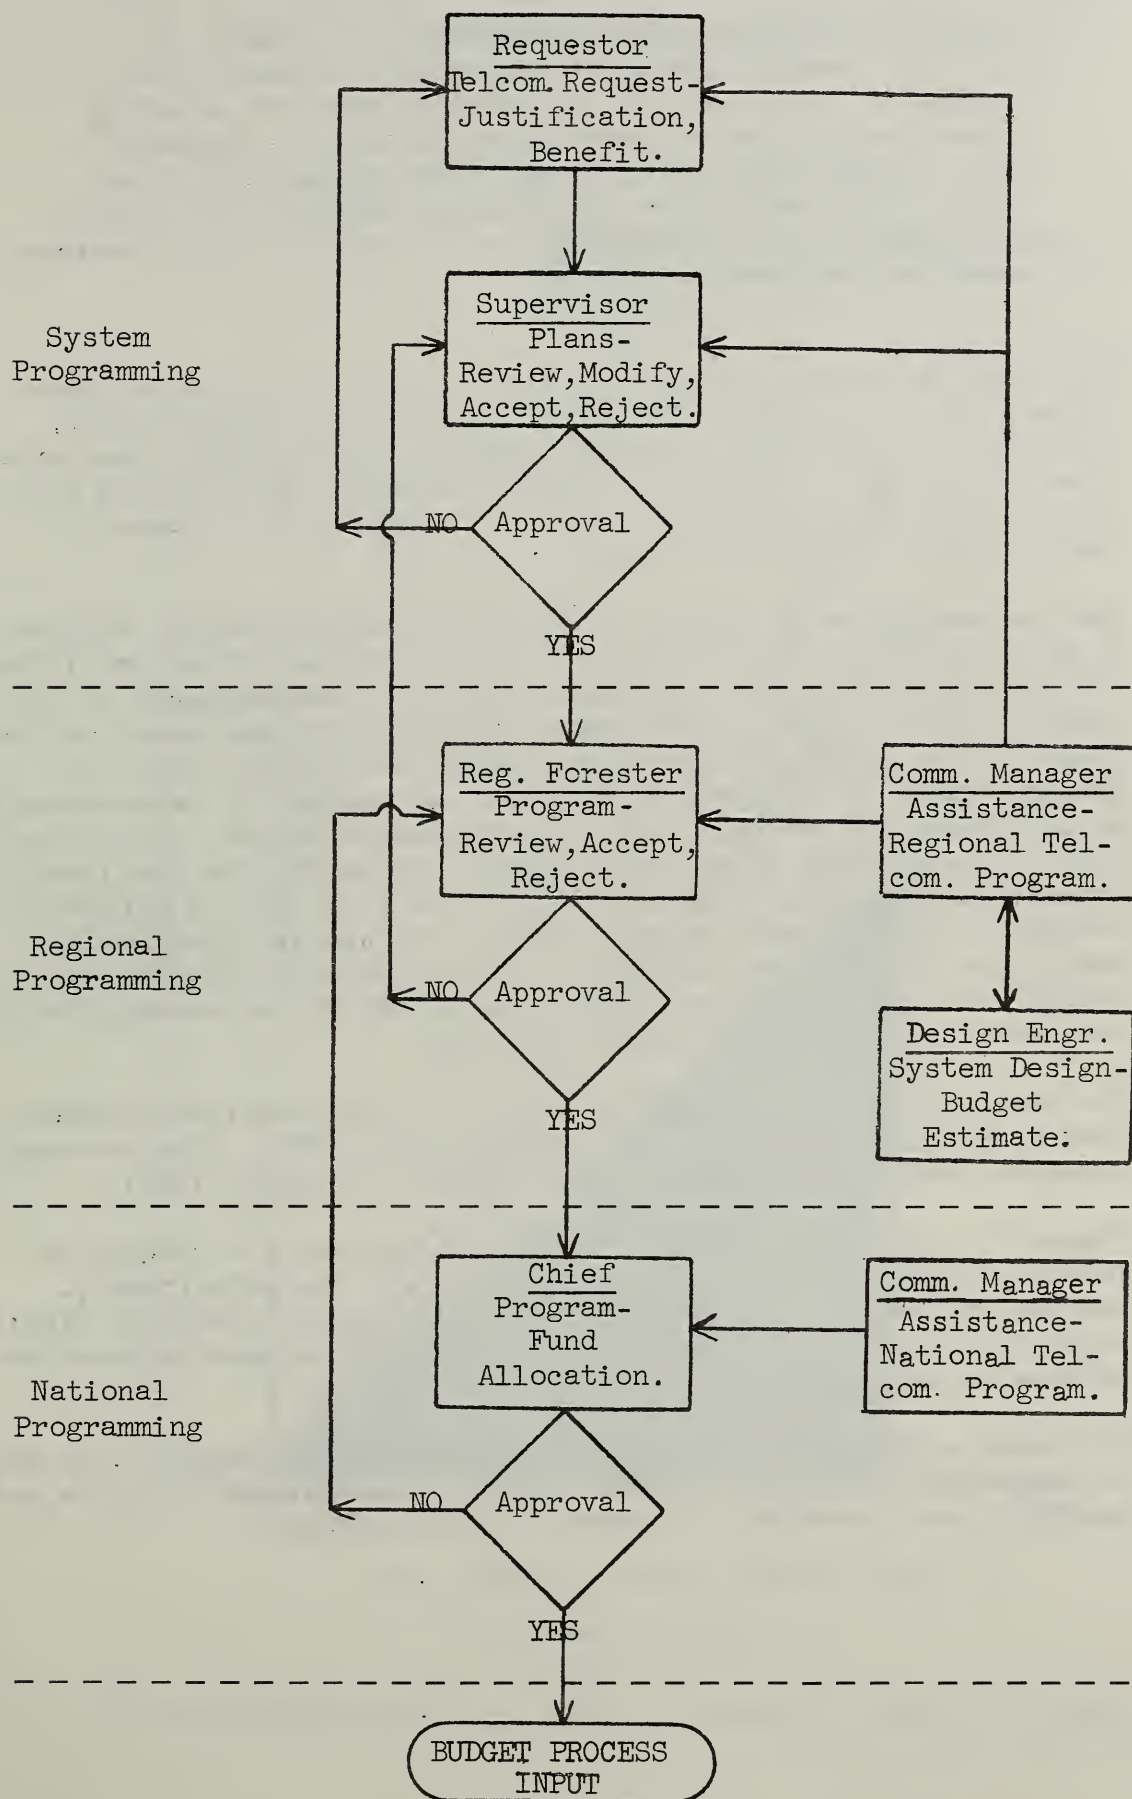 Requestor
Telcom. Request-
Justification,
Benefit.
Supervisor
Plans-
Review, Modify,
Accept, Reject.
System
Programming
NO
Approval
YES
Reg. Forester
Program-
Review, Accept,
Reject.
Comm. Manager
Assistance-
Regional Tel-
com. Program.
Regional
Programming
NO
Approval
YES
Design Engr.
System Design-
Budget
Estimate.
Chief
Program-
Fund
Allocation.
Comm. Manager
Assistance-
National Tel-
com. Program.
National
Programming
NO
Approval
YES
BUDGET PROCESS
INPUT